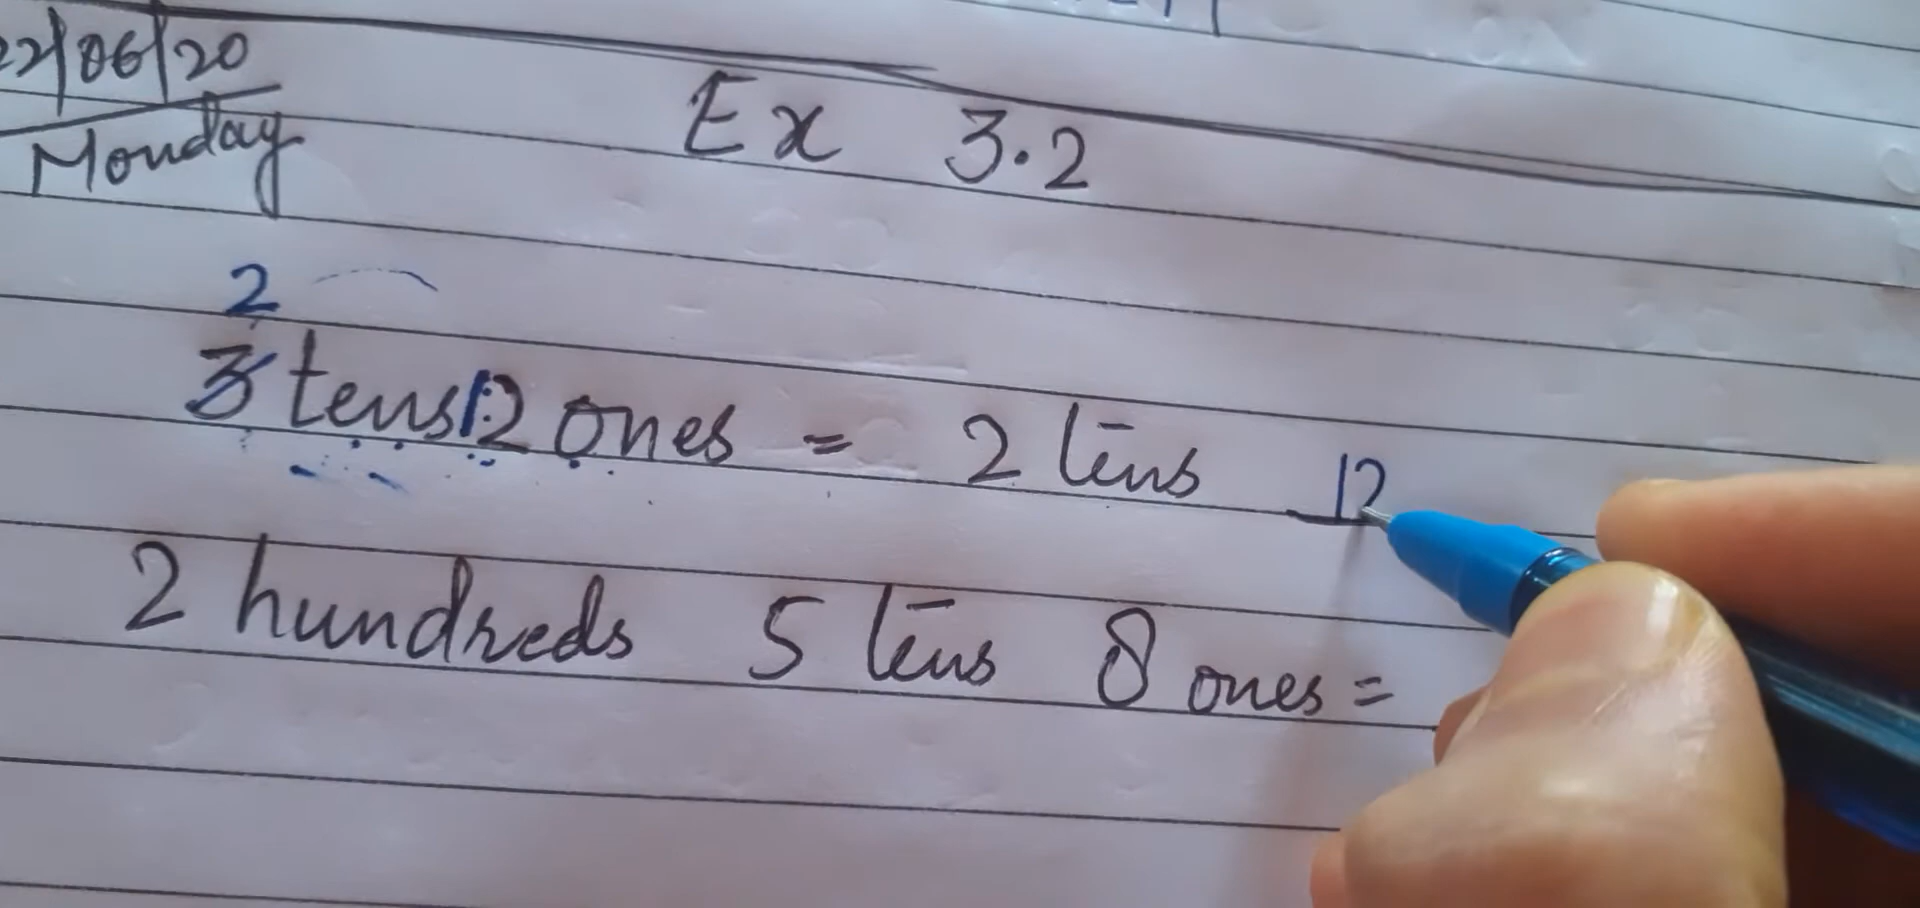 22/06/20
Monday
Ex 3.2
2
3 tens 12 ones = 2 tens 12
2 hundreds 5 tens 8 ones =